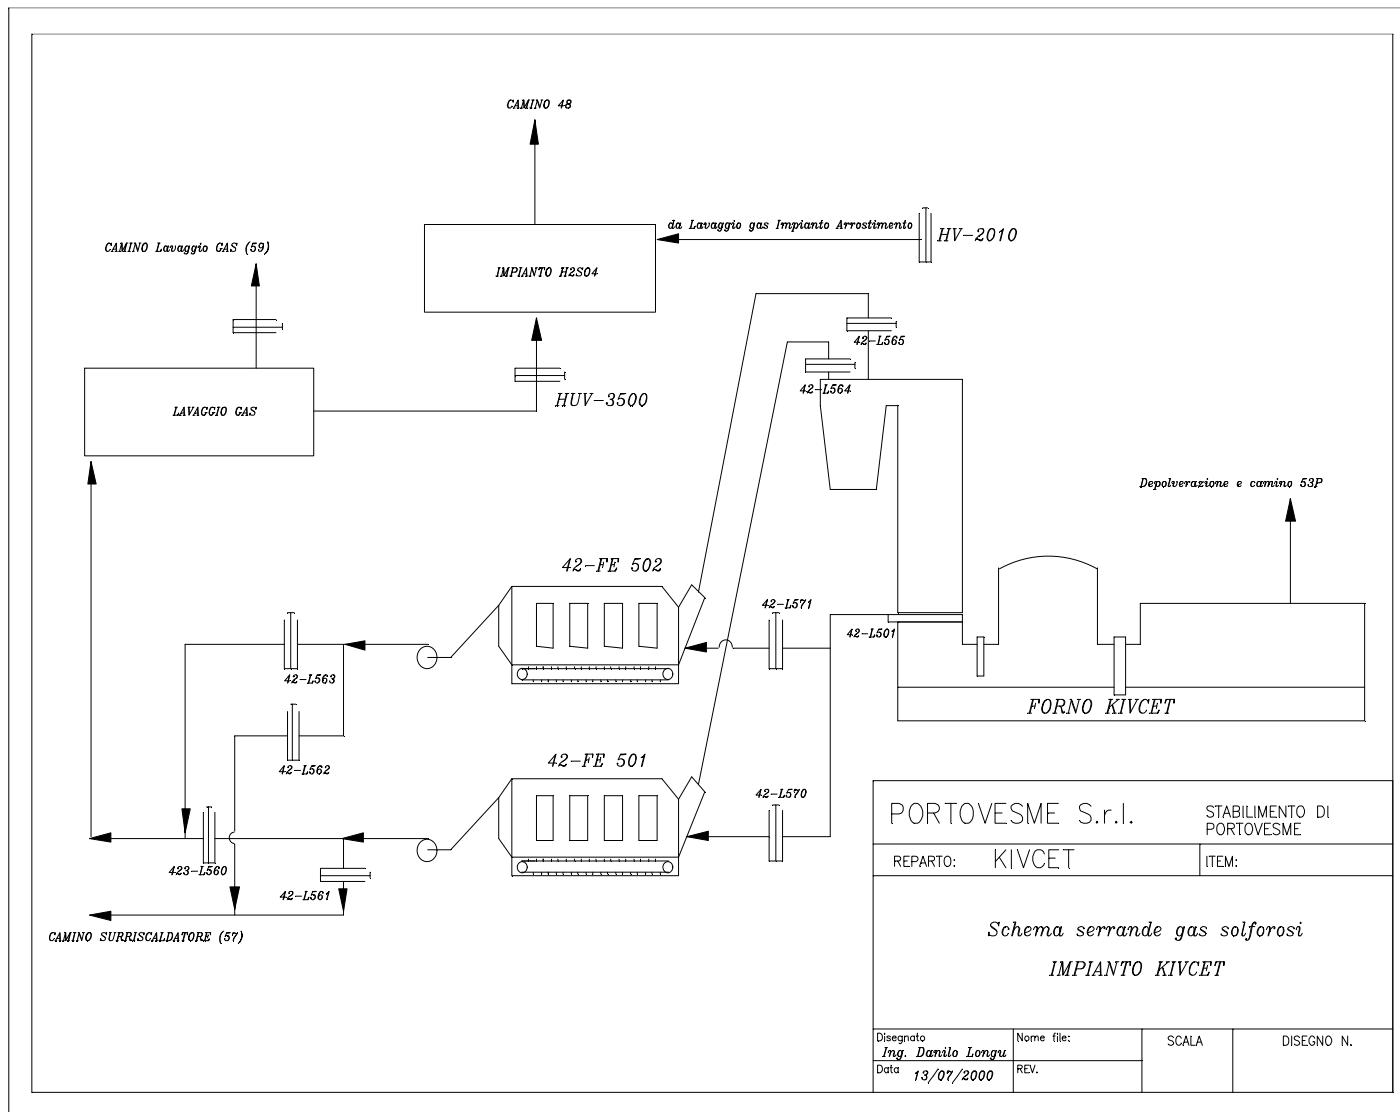 CAMINO 48
da Lavaggio gas Impianto Arrostimento
HV-2010
CAMINO Lavaggio GAS (59)
IMPIANTO H2SO4
42-L565
42-L564
HUV-3500
LAVAGGIO GAS
Depolverazione e camino 53P
42-FE 502
42-L571
42-L501
42-L563
FORNO KIVCET
42-L562
42-FE 501
42-L570
423-L560
42-L561
CAMINO SURRISCALDATORE (57)
PORTOVESME S.r.l.
STABILIMENTO DI
PORTOVESME
REPARTO: KIVCET
ITEM:
Schema serrande gas solforosi
IMPIANTO KIVCET
Disegnato
Ing. Danilo Longu
Nome file:
SCALA
DISEGNO N.
Data 13/07/2000
REV.